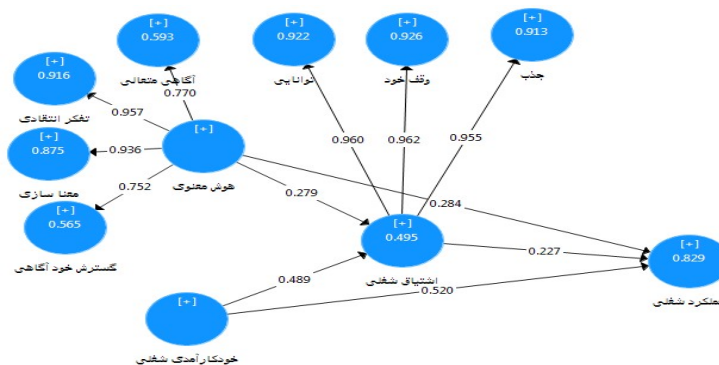 [+]
0.593
آگاهی متعالی
[+]
0.922
توانایی
[+]
0.926
وقف خود
[+]
0.913
جذب
[+]
0.916
تفکر انتقادی
0.770
0.957
[+]
0.875
معنا سازی
0.936
[+]
هوش معنوی
0.960
0.962
0.955
0.752
[+]
0.565
گسترش خود آگاهی
0.279
0.284
[+]
0.495
اشتیاق شغلی
0.227
[+]
0.829
عملکرد شغلی
0.489
0.520
[+]
خودکارآمدی شغلی